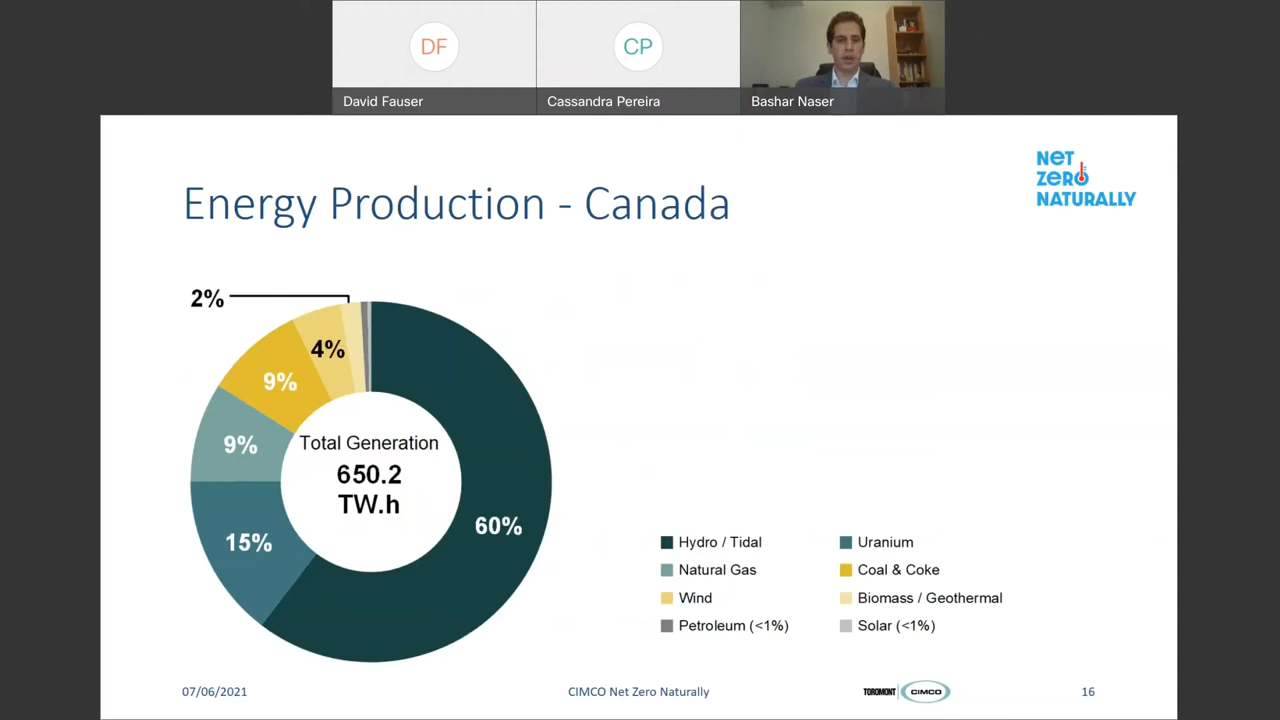 DF
CP
David Fauser
Cassandra Pereira
Bashar Naser
NET
ZERO
NATURALLY
Energy Production - Canada
2%
4%
9%
9%
15%
60%
Total Generation
650.2
TW.h
Hydro / Tidal
Uranium
Natural Gas
Coal & Coke
Wind
Biomass / Geothermal
Petroleum (<1%)
Solar (<1%)
07/06/2021
CIMCO Net Zero Naturally
TOROMONT
CIMCO
16